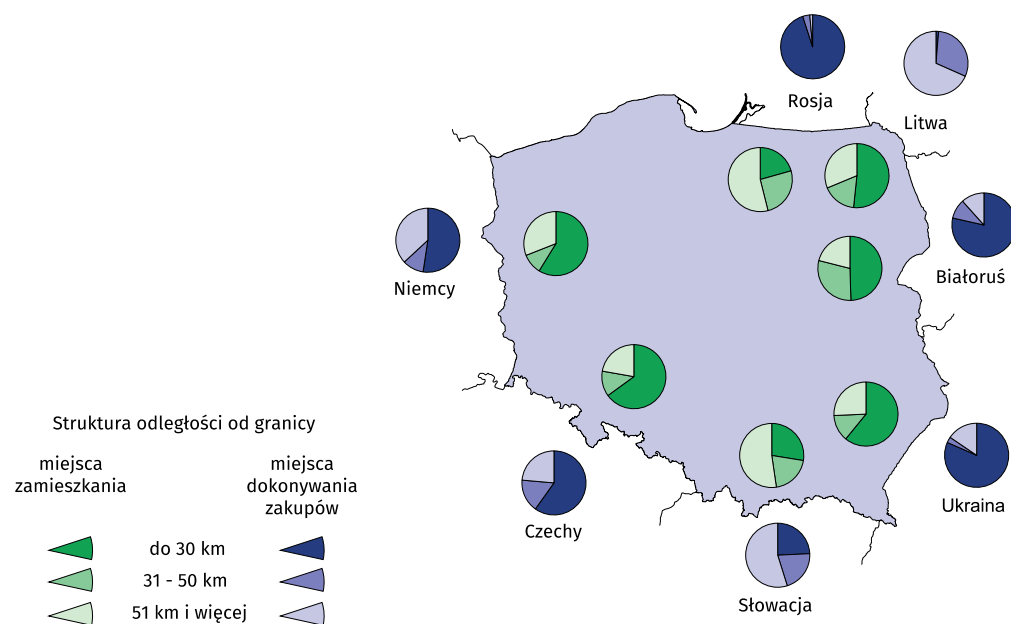 Rosja
Litwa
Białoruś
Niemcy
Ukraina
Czechy
Słowacja
Struktura odległości od granicy
miejsca
zamieszkania
miejsca
dokonywania
zakupów
do 30 km
31 - 50 km
51 km i więcej